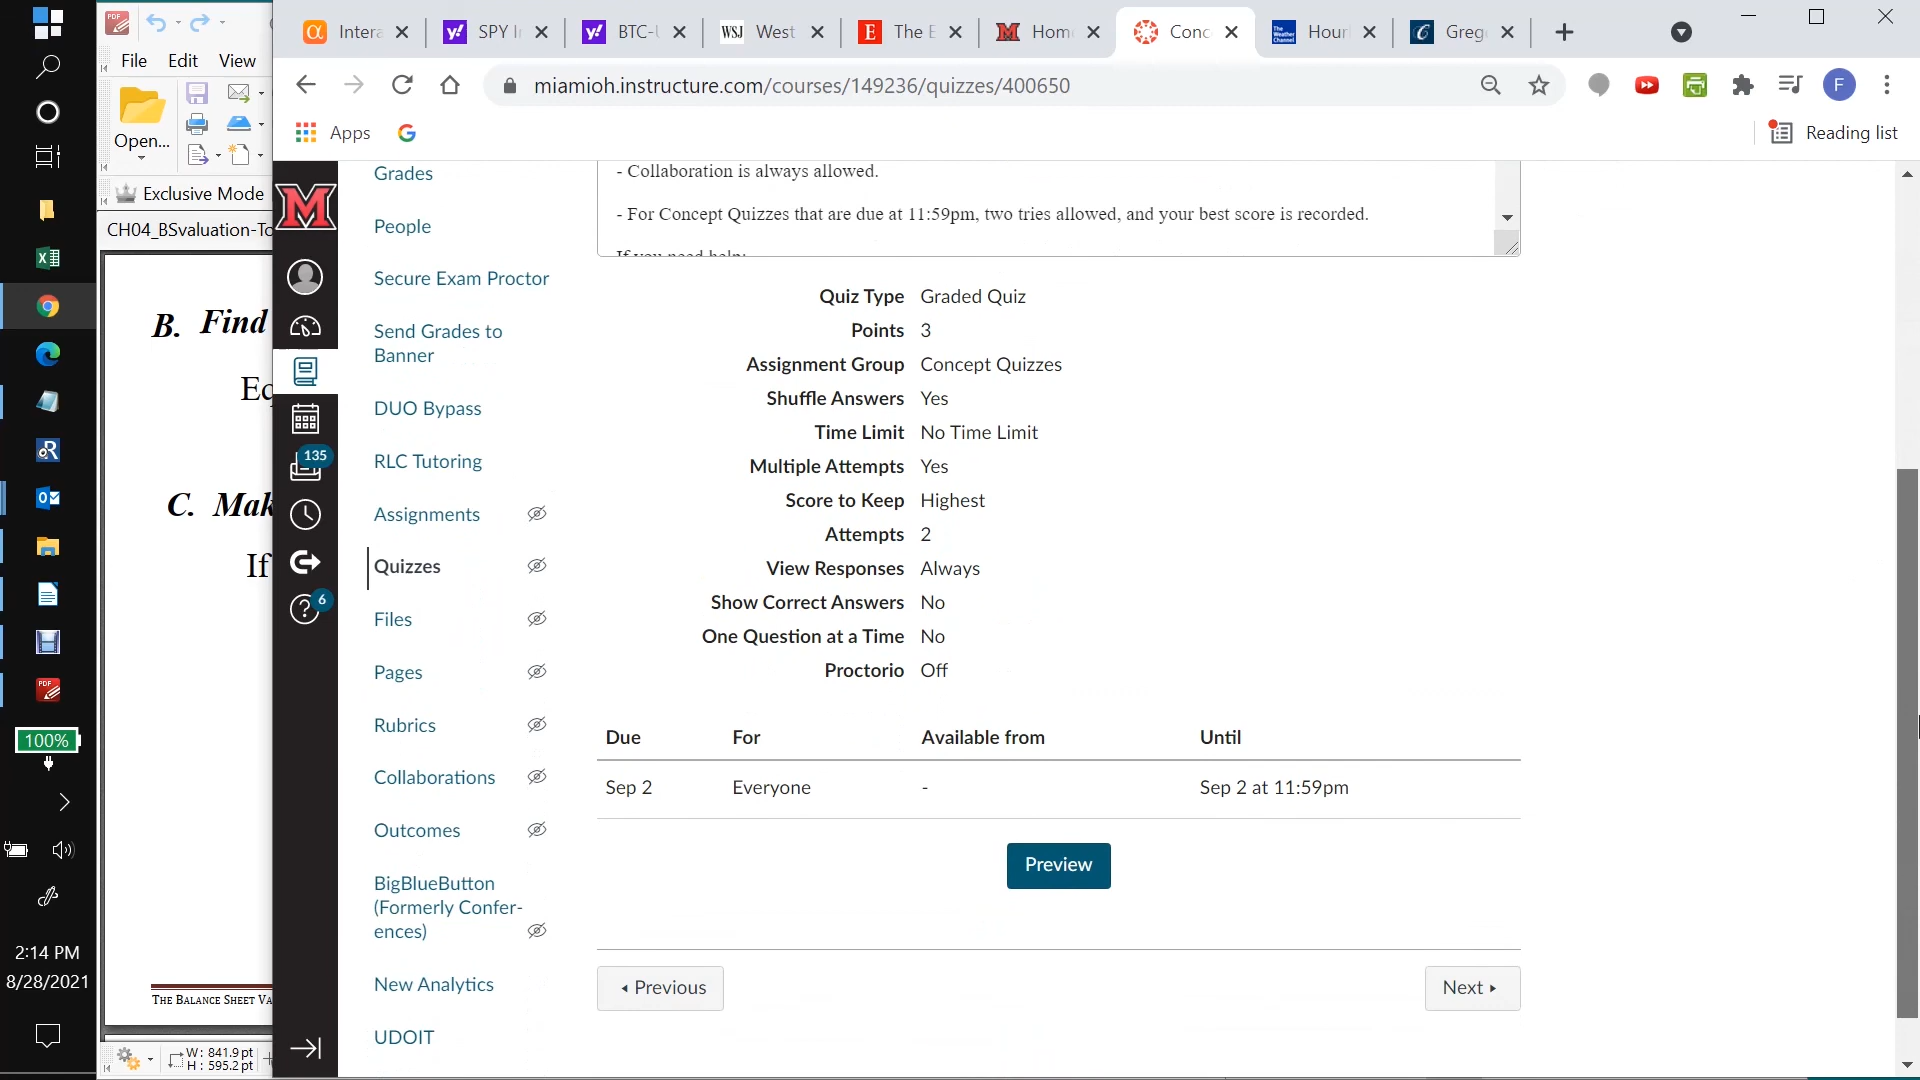 File Edit View
Open...
Exclusive Mode
CH04_BSvaluation-To
B. Find
Eq
C. Mak
If
THE BALANCE SHEET VA
W: 841.9 pt
H: 595.2 pt
100%
2:14 PM
8/28/2021
Intera
SPY I
BTC-U
WSJ West
E The E
Hom
Conc
Hour
Greg
miamioh.instructure.com/courses/149236/quizzes/400650
F
Apps
Reading list
135
6
Grades
People
Secure Exam Proctor
Send Grades to
Banner
DUO Bypass
RLC Tutoring
Assignments
Quizzes
Files
Pages
Rubrics
Collaborations
Outcomes
BigBlueButton
(Formerly Confer-
ences)
New Analytics
UDOIT
- Collaboration is always allowed.
- For Concept Quizzes that are due at 11:59pm, two tries allowed, and your best score is recorded.
If you need help:
Quiz Type Graded Quiz
Points 3
Assignment Group Concept Quizzes
Shuffle Answers Yes
Time Limit No Time Limit
Multiple Attempts Yes
Score to Keep Highest
Attempts 2
View Responses Always
Show Correct Answers No
One Question at a Time No
Proctorio Off
Due For Available from Until
Sep 2 Everyone - Sep 2 at 11:59pm
Preview
Previous
Next